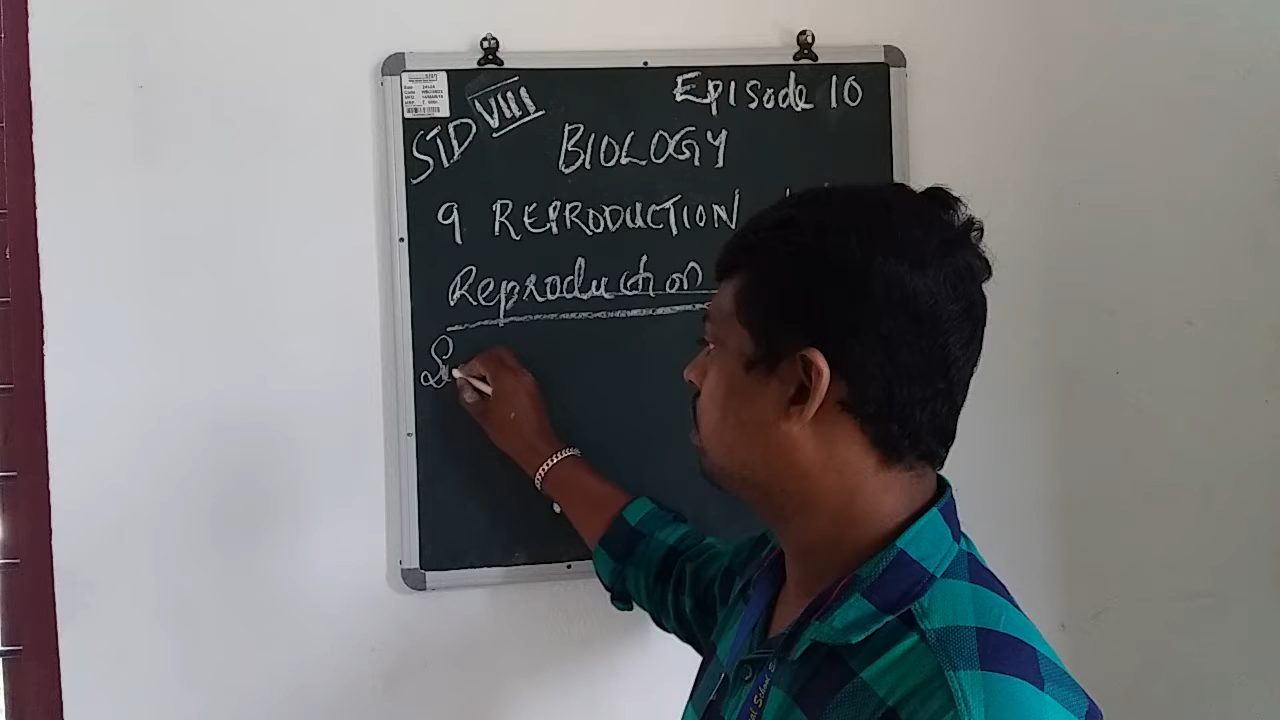 Episode 10
STD VIII
BIOLOGY
9 REPRODUCTION
Reproduction